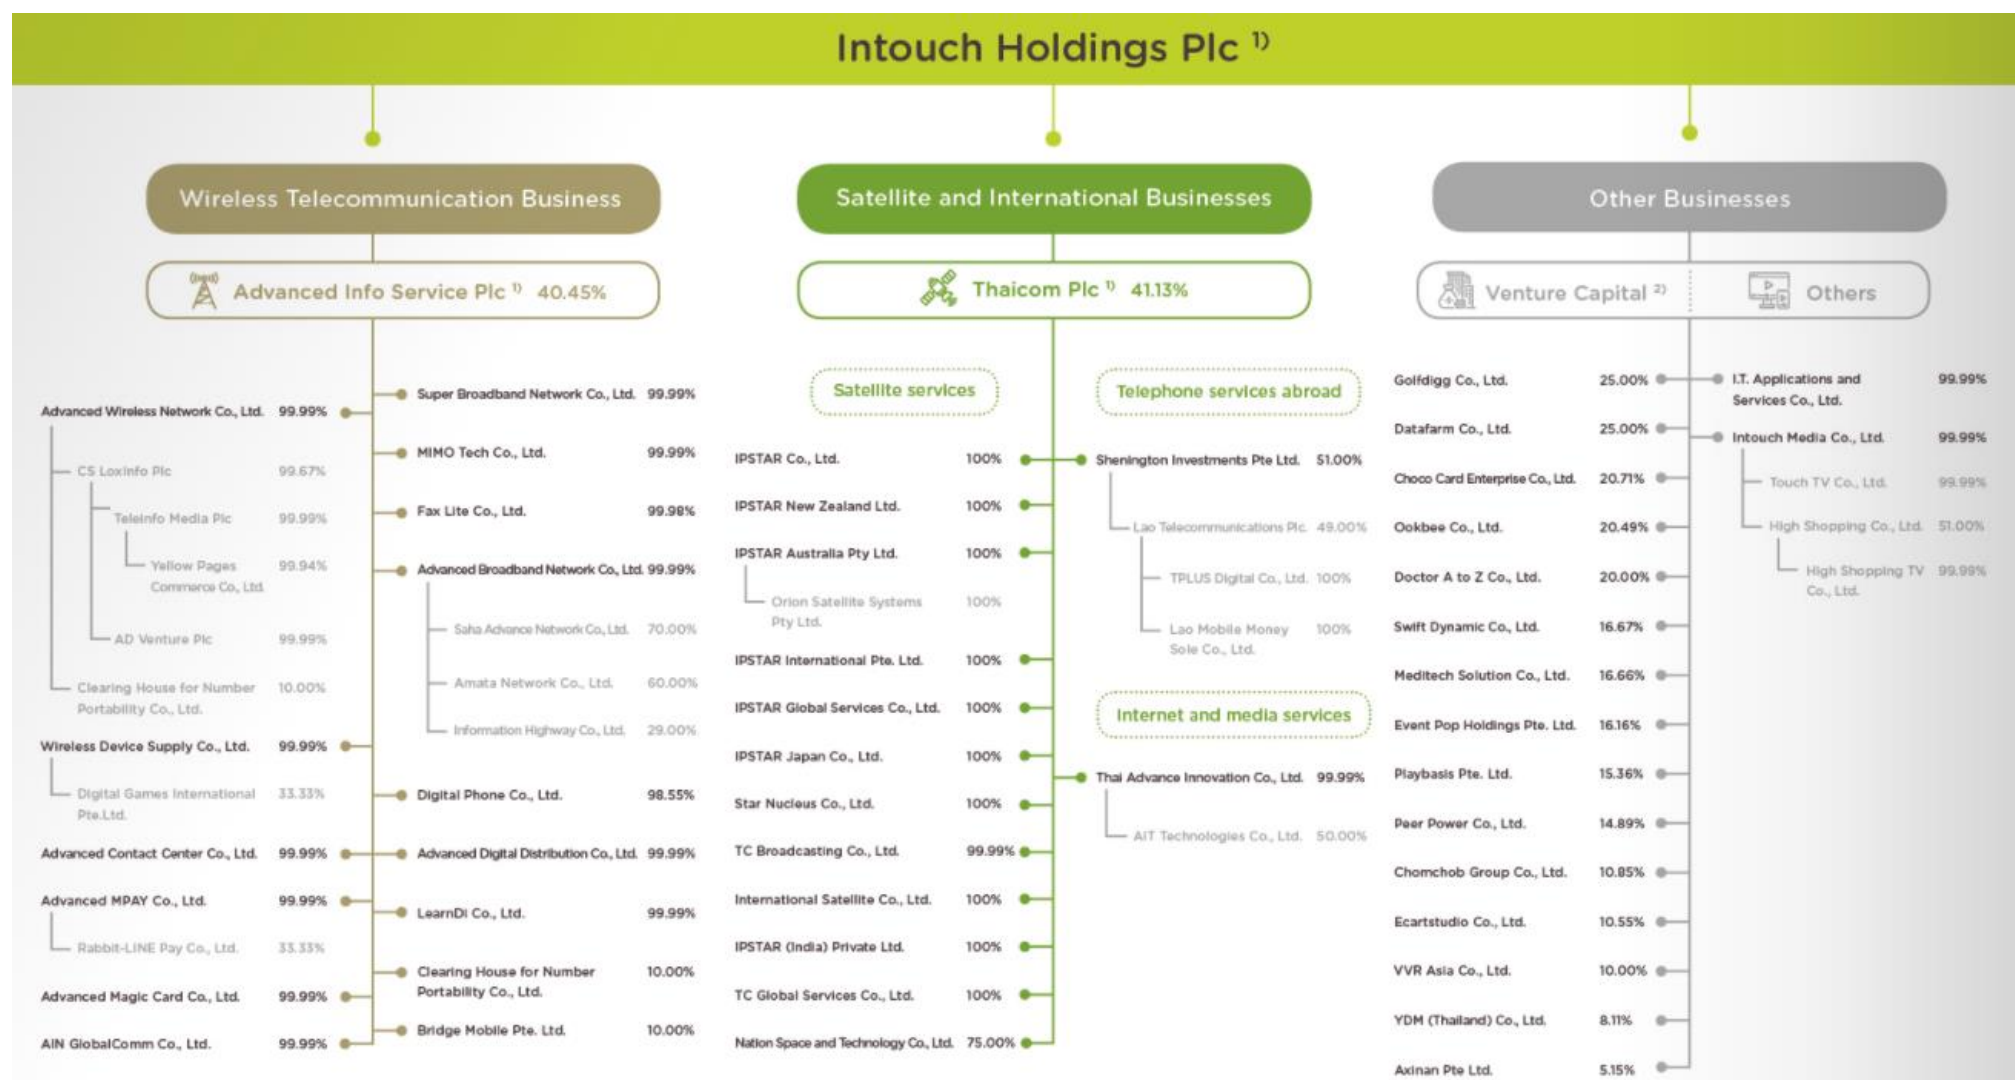 Intouch Holdings Plc ¹⁾
Wireless Telecommunication Business
Advanced Info Service Plc ¹⁾ 40.45%
Advanced Wireless Network Co., Ltd. 99.99%
CS Loxinfo Plc 99.67%
Teleinfo Media Plc 99.99%
Yellow Pages 99.94%
Commerce Co., Ltd.
AD Venture Plc 99.99%
Clearing House for Number 10.00%
Portability Co., Ltd.
Wireless Device Supply Co., Ltd. 99.99%
Digital Games International 33.33%
Pte.Ltd.
Advanced Contact Center Co., Ltd. 99.99%
Advanced MPAY Co., Ltd. 99.99%
Rabbit-LINE Pay Co., Ltd. 33.33%
Advanced Magic Card Co., Ltd. 99.99%
AIN GlobalComm Co., Ltd. 99.99%
Super Broadband Network Co., Ltd. 99.99%
MIMO Tech Co., Ltd. 99.99%
Fax Lite Co., Ltd. 99.98%
Advanced Broadband Network Co., Ltd. 99.99%
Saha Advance Network Co., Ltd. 70.00%
Amata Network Co., Ltd. 60.00%
Information Highway Co., Ltd. 29.00%
Digital Phone Co., Ltd. 98.55%
Advanced Digital Distribution Co., Ltd. 99.99%
LearnDi Co., Ltd. 99.99%
Clearing House for Number 10.00%
Portability Co., Ltd.
Bridge Mobile Pte. Ltd. 10.00%
Satellite and International Businesses
Thaicom Plc ¹⁾ 41.13%
Satellite services
IPSTAR Co., Ltd. 100%
IPSTAR New Zealand Ltd. 100%
IPSTAR Australia Pty Ltd. 100%
Orion Satellite Systems 100%
Pty Ltd.
IPSTAR International Pte. Ltd. 100%
IPSTAR Global Services Co., Ltd. 100%
IPSTAR Japan Co., Ltd. 100%
Star Nucleus Co., Ltd. 100%
TC Broadcasting Co., Ltd. 99.99%
International Satellite Co., Ltd. 100%
IPSTAR (India) Private Ltd. 100%
TC Global Services Co., Ltd. 100%
Nation Space and Technology Co., Ltd. 75.00%
Telephone services abroad
Shenington Investments Pte Ltd. 51.00%
Lao Telecommunications Plc. 49.00%
TPLUS Digital Co., Ltd. 100%
Lao Mobile Money 100%
Sole Co., Ltd.
Internet and media services
Thai Advance Innovation Co., Ltd. 99.99%
AIT Technologies Co., Ltd. 50.00%
Other Businesses
Venture Capital ²⁾
Others
Golfdigg Co., Ltd. 25.00%
Datafarm Co., Ltd. 25.00%
Choco Card Enterprise Co., Ltd. 20.71%
Ookbee Co., Ltd. 20.49%
Doctor A to Z Co., Ltd. 20.00%
Swift Dynamic Co., Ltd. 16.67%
Meditech Solution Co., Ltd. 16.66%
Event Pop Holdings Pte. Ltd. 16.16%
Playbasis Pte. Ltd. 15.36%
Peer Power Co., Ltd. 14.89%
Chomchob Group Co., Ltd. 10.85%
Ecartstudio Co., Ltd. 10.55%
VVR Asia Co., Ltd. 10.00%
YDM (Thailand) Co., Ltd. 8.11%
Axinan Pte Ltd. 5.15%
I.T. Applications and 99.99%
Services Co., Ltd.
Intouch Media Co., Ltd. 99.99%
Touch TV Co., Ltd. 99.99%
High Shopping Co., Ltd. 51.00%
High Shopping TV 99.99%
Co., Ltd.